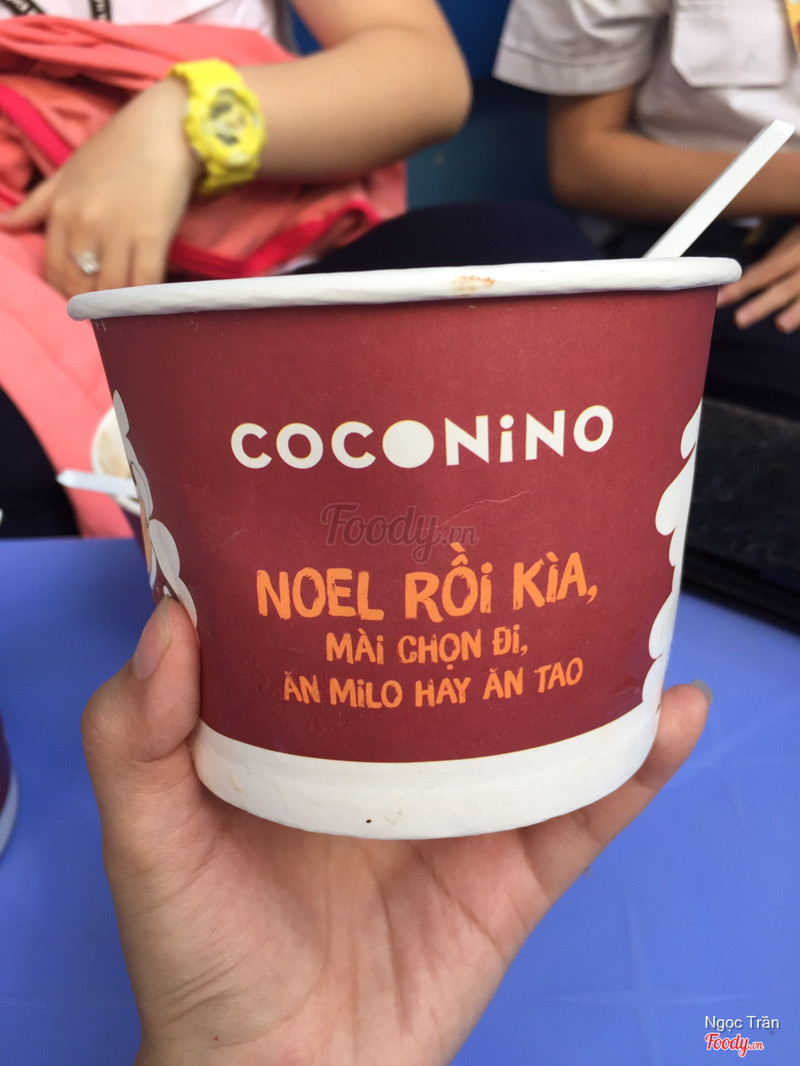 COCONiNO
Foody.vn
NOEL RỒi KÌA,
MÀi CHỌN Đi,
ĂN MiLO HAY ĂN TAO
Ngọc Trần
Foody.vn